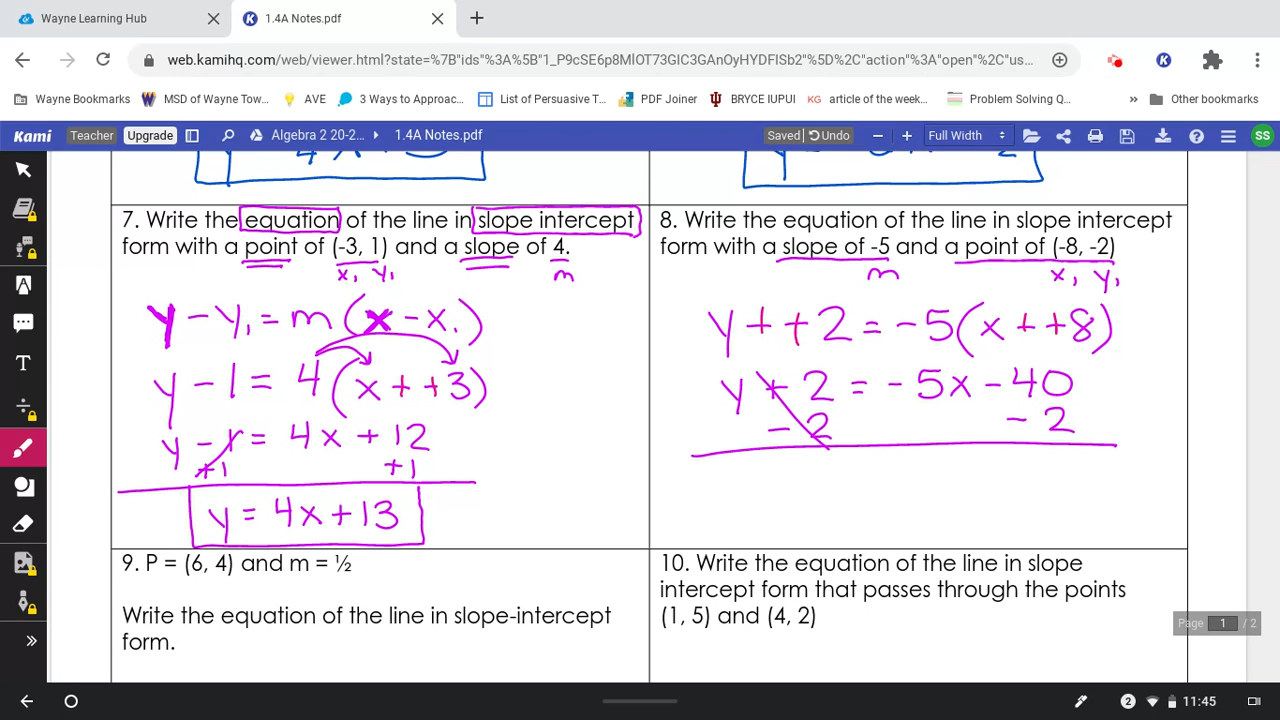 Wayne Learning Hub
1.4A Notes.pdf
web.kamihq.com/web/viewer.html?state=%7B"ids"%3A%5B"1_P9cSE6p8MlOT73GlC3GAnOyHYDFISb2"%5D%2C"action"%3A"open"%2C"us...
Wayne Bookmarks
MSD of Wayne Tow...
AVE
3 Ways to Approac...
List of Persuasive T...
PDF Joiner
BRYCE IUPUI
KG article of the week...
Problem Solving Q...
»
Other bookmarks
Kami
Teacher
Upgrade
Algebra 2 20-2...
1.4A Notes.pdf
Saved
Undo
Full Width
SS
7. Write the equation of the line in slope intercept
form with a point of (-3, 1) and a slope of 4.
x₁ y₁ m
y - y₁ = m(x - x₁)
y - 1 = 4(x + +3)
y - 1 = 4x + 12
+1 +1
y = 4x + 13
8. Write the equation of the line in slope intercept
form with a slope of -5 and a point of (-8, -2)
m x₁ y₁
y + +2 = -5(x + +8)
y + 2 = -5x - 40
- 2 - 2
9. P = (6, 4) and m = ½
Write the equation of the line in slope-intercept
form.
10. Write the equation of the line in slope
intercept form that passes through the points
(1, 5) and (4, 2)
Page 1 / 2
2
11:45